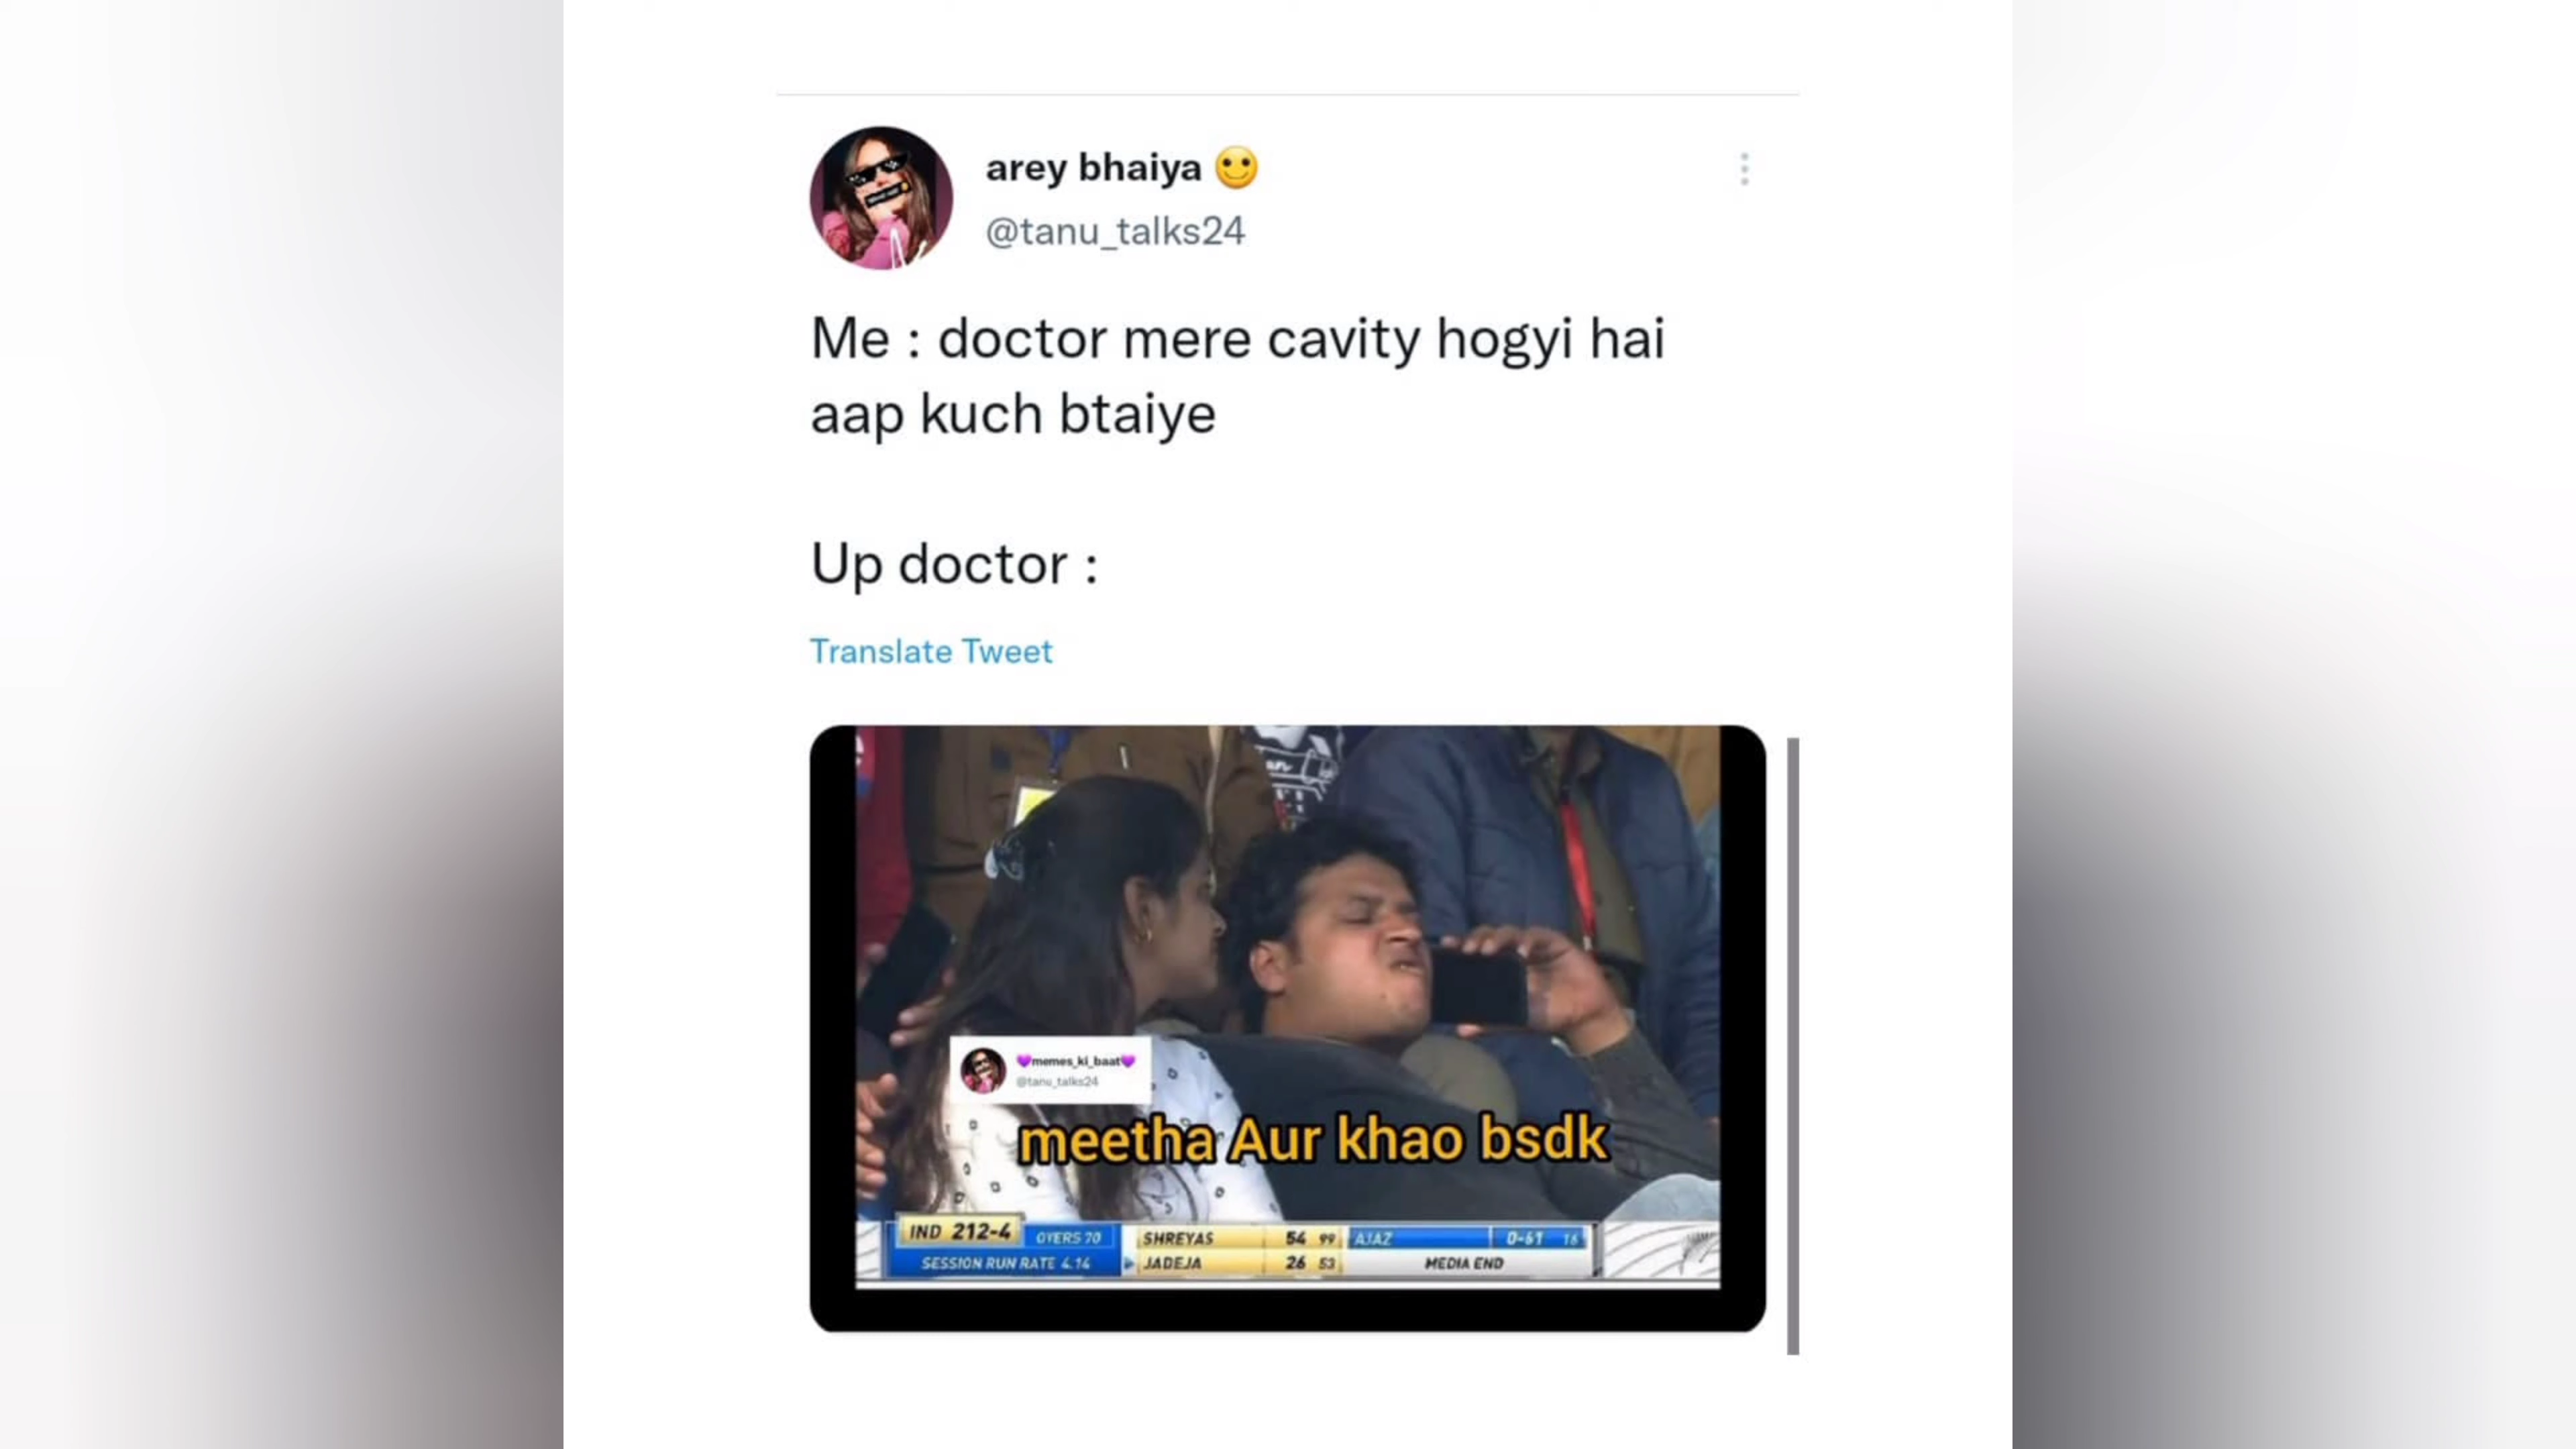 arey bhaiya 🙂
@tanu_talks24
Me : doctor mere cavity hogyi hai
aap kuch btaiye
Up doctor :
Translate Tweet
💜memes_ki_baat💜
@tanu_talks24
meetha Aur khao bsdk
IND 212-4 OVERS 70 SHREYAS 54 99 AJAZ 0-61 16
SESSION RUN RATE 4.14 JADEJA 26 53 MEDIA END